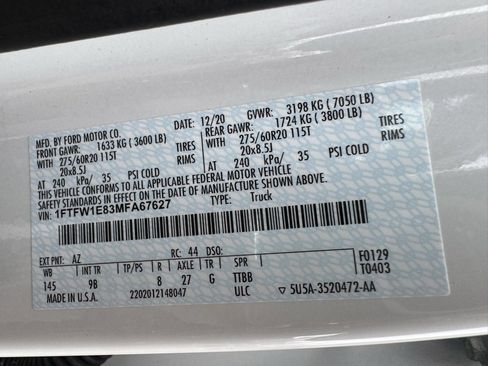 MFD. BY FORD MOTOR CO.
DATE: 12/20 GVWR: 3198 KG (7050 LB)
FRONT GAWR: 1633 KG (3600 LB) REAR GAWR: 1724 KG (3800 LB)
WITH 275/60R20 115T TIRES WITH 275/60R20 115T TIRES
20x8.5J RIMS 20x8.5J RIMS
AT 240 kPa/ 35 PSI COLD AT 240 kPa/ 35 PSI COLD
THIS VEHICLE CONFORMS TO ALL APPLICABLE FEDERAL MOTOR VEHICLE
SAFETY STANDARDS IN EFFECT ON THE DATE OF MANUFACTURE SHOWN ABOVE.
VIN: 1FTFW1E83MFA67627 TYPE: Truck
F0129
T0403
EXT PNT: AZ RC: 44 DSO:
WB INT TR TP/PS R AXLE TR SPR
145 9B 8 27 G TTBB
MADE IN U.S.A. 2202012148047 ULC
5U5A-3520472-AA